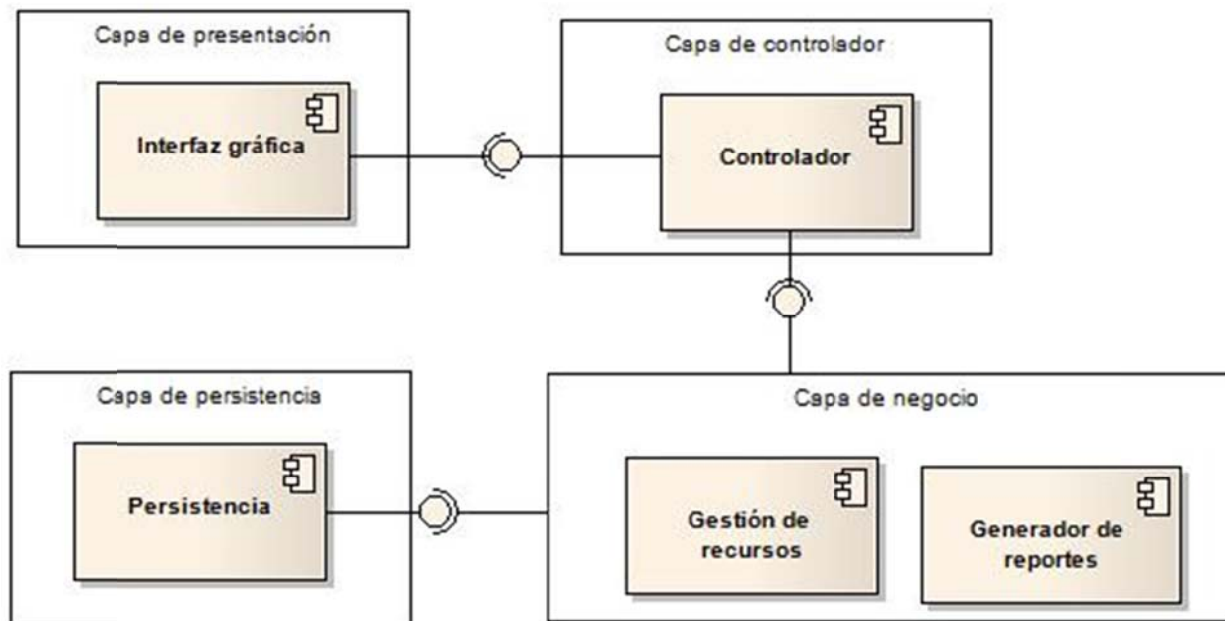 Capa de presentación
Interfaz gráfica
Capa de controlador
Controlador
Capa de persistencia
Persistencia
Capa de negocio
Gestión de
recursos
Generador de
reportes